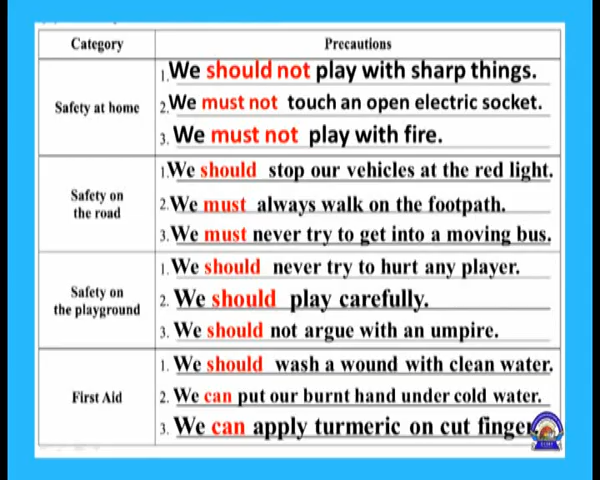 Category Precautions
Safety at home
1. We should not play with sharp things.
2. We must not touch an open electric socket.
3. We must not play with fire.
Safety on
the road
1. We should stop our vehicles at the red light.
2. We must always walk on the footpath.
3. We must never try to get into a moving bus.
Safety on
the playground
1. We should never try to hurt any player.
2. We should play carefully.
3. We should not argue with an umpire.
First Aid
1. We should wash a wound with clean water.
2. We can put our burnt hand under cold water.
3. We can apply turmeric on cut finger